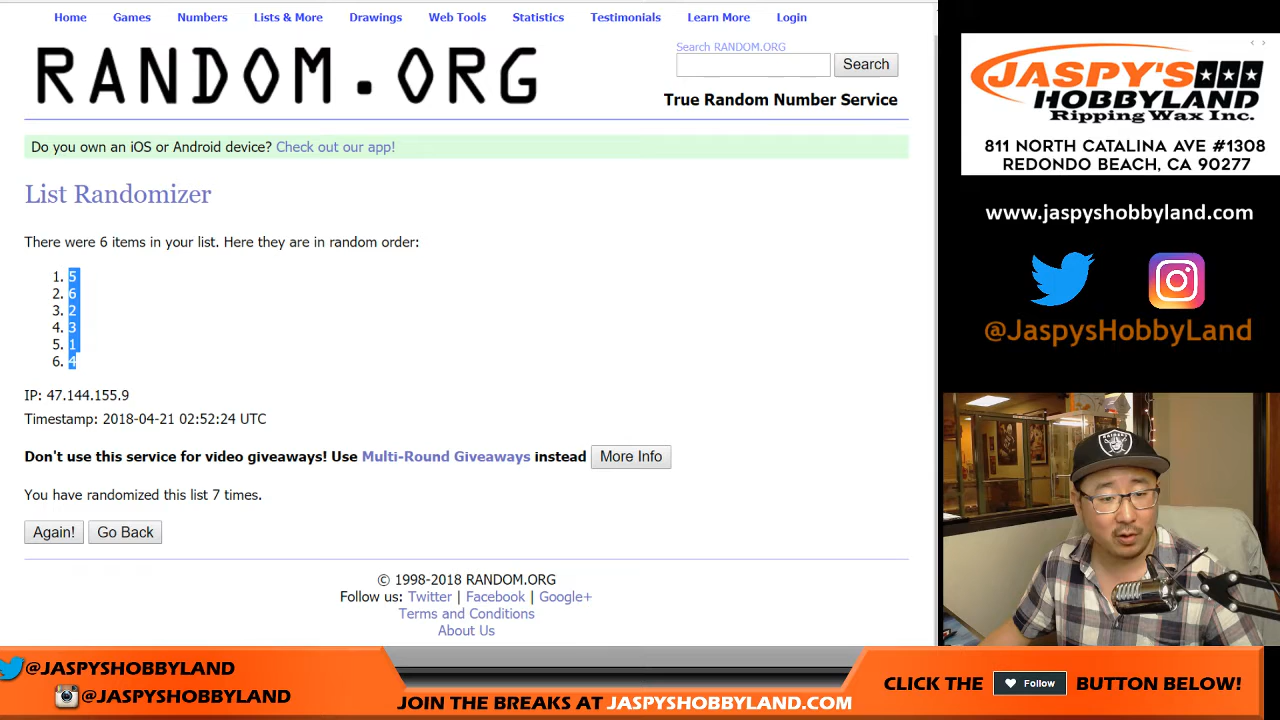 Home Games Numbers Lists & More Drawings Web Tools Statistics Testimonials Learn More Login
RANDOM.ORG
Search RANDOM.ORG
Search
True Random Number Service
Do you own an iOS or Android device? Check out our app!
List Randomizer
There were 6 items in your list. Here they are in random order:
1. 5
2. 6
3. 2
4. 3
5. 1
6. 4
IP: 47.144.155.9
Timestamp: 2018-04-21 02:52:24 UTC
Don't use this service for video giveaways! Use Multi-Round Giveaways instead More Info
You have randomized this list 7 times.
Again! Go Back
© 1998-2018 RANDOM.ORG
Follow us: Twitter | Facebook | Google+
Terms and Conditions
About Us
JASPY'S
HOBBYLAND
Ripping Wax Inc.
811 NORTH CATALINA AVE #1308
REDONDO BEACH, CA 90277
www.jaspyshobbyland.com
@JaspysHobbyLand
RAIDERS
@JASPYSHOBBYLAND
@JASPYSHOBBYLAND
JOIN THE BREAKS AT JASPYSHOBBYLAND.COM
CLICK THE Follow BUTTON BELOW!